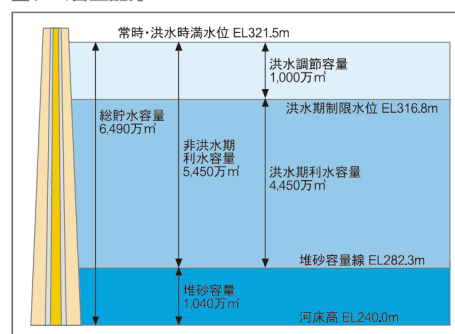 常時・洪水時満水位 EL321.5m
洪水調節容量
1,000万㎥
洪水期制限水位 EL316.8m
総貯水容量
6,490万㎥
非洪水期
利水容量
5,450万㎥
洪水期利水容量
4,450万㎥
堆砂容量線 EL282.3m
堆砂容量
1,040万㎥
河床高 EL240.0m